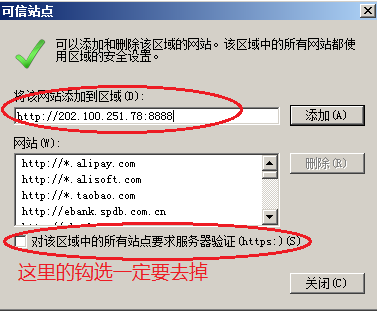 可信站点
可以添加和删除该区域的网站。该区域中的所有网站都使
用区域的安全设置。
将该网站添加到区域(D):
http://202.100.251.78:8888
添加(A)
网站(W):
http://*.alipay.com
http://*.alisoft.com
http://*.taobao.com
http://ebank.spdb.com.cn
删除(R)
对该区域中的所有站点要求服务器验证(https:)(S)
这里的钩选一定要去掉
关闭(C)